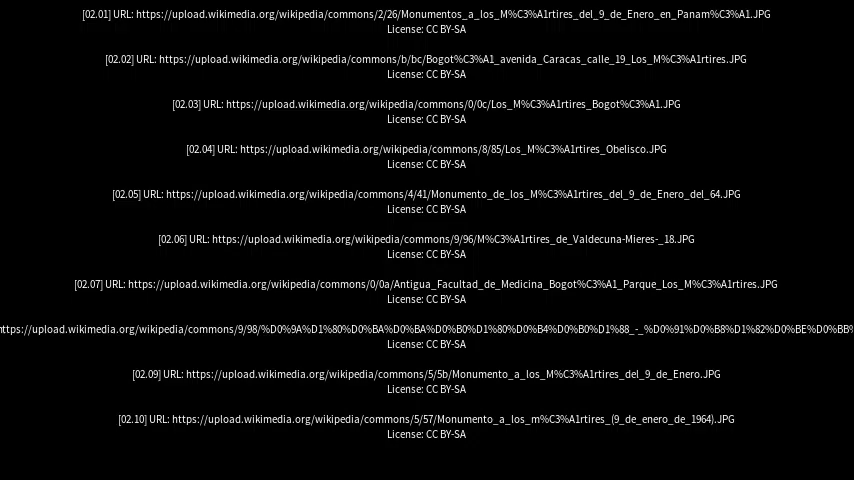 [02.01] URL: https://upload.wikimedia.org/wikipedia/commons/2/26/Monumentos_a_los_M%C3%A1rtires_del_9_de_Enero_en_Panam%C3%A1.JPG
License: CC BY-SA
[02.02] URL: https://upload.wikimedia.org/wikipedia/commons/b/bc/Bogot%C3%A1_avenida_Caracas_calle_19_Los_M%C3%A1rtires.JPG
License: CC BY-SA
[02.03] URL: https://upload.wikimedia.org/wikipedia/commons/0/0c/Los_M%C3%A1rtires_Bogot%C3%A1.JPG
License: CC BY-SA
[02.04] URL: https://upload.wikimedia.org/wikipedia/commons/8/85/Los_M%C3%A1rtires_Obelisco.JPG
License: CC BY-SA
[02.05] URL: https://upload.wikimedia.org/wikipedia/commons/4/41/Monumento_de_los_M%C3%A1rtires_del_9_de_Enero_del_64.JPG
License: CC BY-SA
[02.06] URL: https://upload.wikimedia.org/wikipedia/commons/9/96/M%C3%A1rtires_de_Valdecuna-Mieres-_18.JPG
License: CC BY-SA
[02.07] URL: https://upload.wikimedia.org/wikipedia/commons/0/0a/Antigua_Facultad_de_Medicina_Bogot%C3%A1_Parque_Los_M%C3%A1rtires.JPG
License: CC BY-SA
https://upload.wikimedia.org/wikipedia/commons/9/98/%D0%9A%D1%80%D0%BA%D0%BA%D0%B0%D1%80%D0%B4%D0%B0%D1%88_-_%D0%91%D0%B8%D1%82%D0%BE%D0%BB%
License: CC BY-SA
[02.09] URL: https://upload.wikimedia.org/wikipedia/commons/5/5b/Monumento_a_los_M%C3%A1rtires_del_9_de_Enero.JPG
License: CC BY-SA
[02.10] URL: https://upload.wikimedia.org/wikipedia/commons/5/57/Monumento_a_los_m%C3%A1rtires_(9_de_enero_de_1964).JPG
License: CC BY-SA